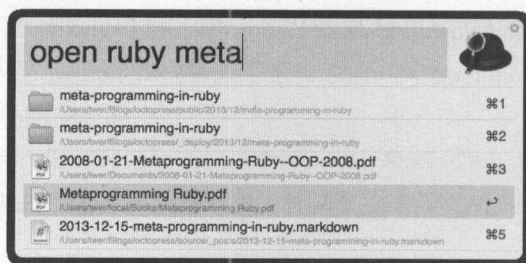 open ruby meta
meta-programming-in-ruby
/Users/twer/Blogs/octopress/public/2013/12/meta-programming-in-ruby
⌘1
meta-programming-in-ruby
/Users/twer/Blogs/octopress/_deploy/2013/12/meta-programming-in-ruby
⌘2
2008-01-21-Metaprogramming-Ruby--OOP-2008.pdf
/Users/twer/Documents/2008-01-21-Metaprogramming-Ruby--OOP-2008.pdf
⌘3
Metaprogramming Ruby.pdf
/Users/twer/local/Books/Metaprogramming Ruby.pdf
↩
2013-12-15-meta-programming-in-ruby.markdown
/Users/twer/Blogs/octopress/source/_posts/2013-12-15-meta-programming-in-ruby.markdown
⌘5